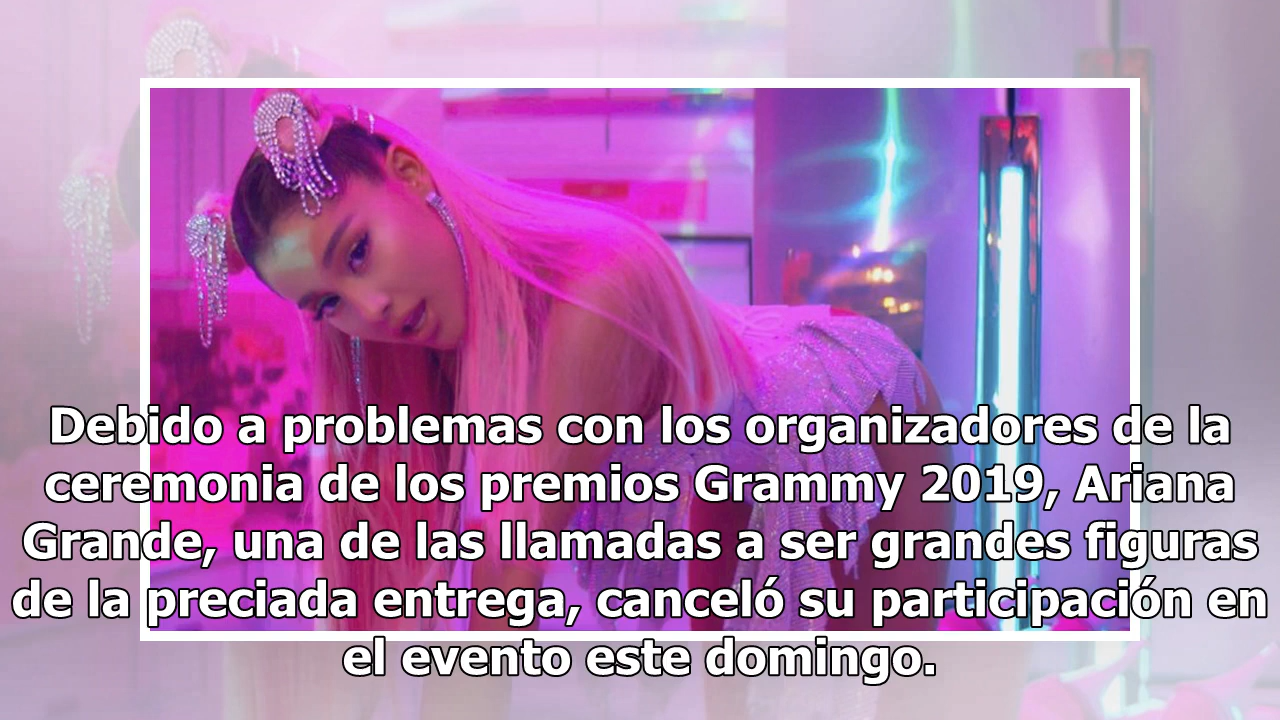 Debido a problemas con los organizadores de la
ceremonia de los premios Grammy 2019, Ariana
Grande, una de las llamadas a ser grandes figuras
de la preciada entrega, canceló su participación en
el evento este domingo.